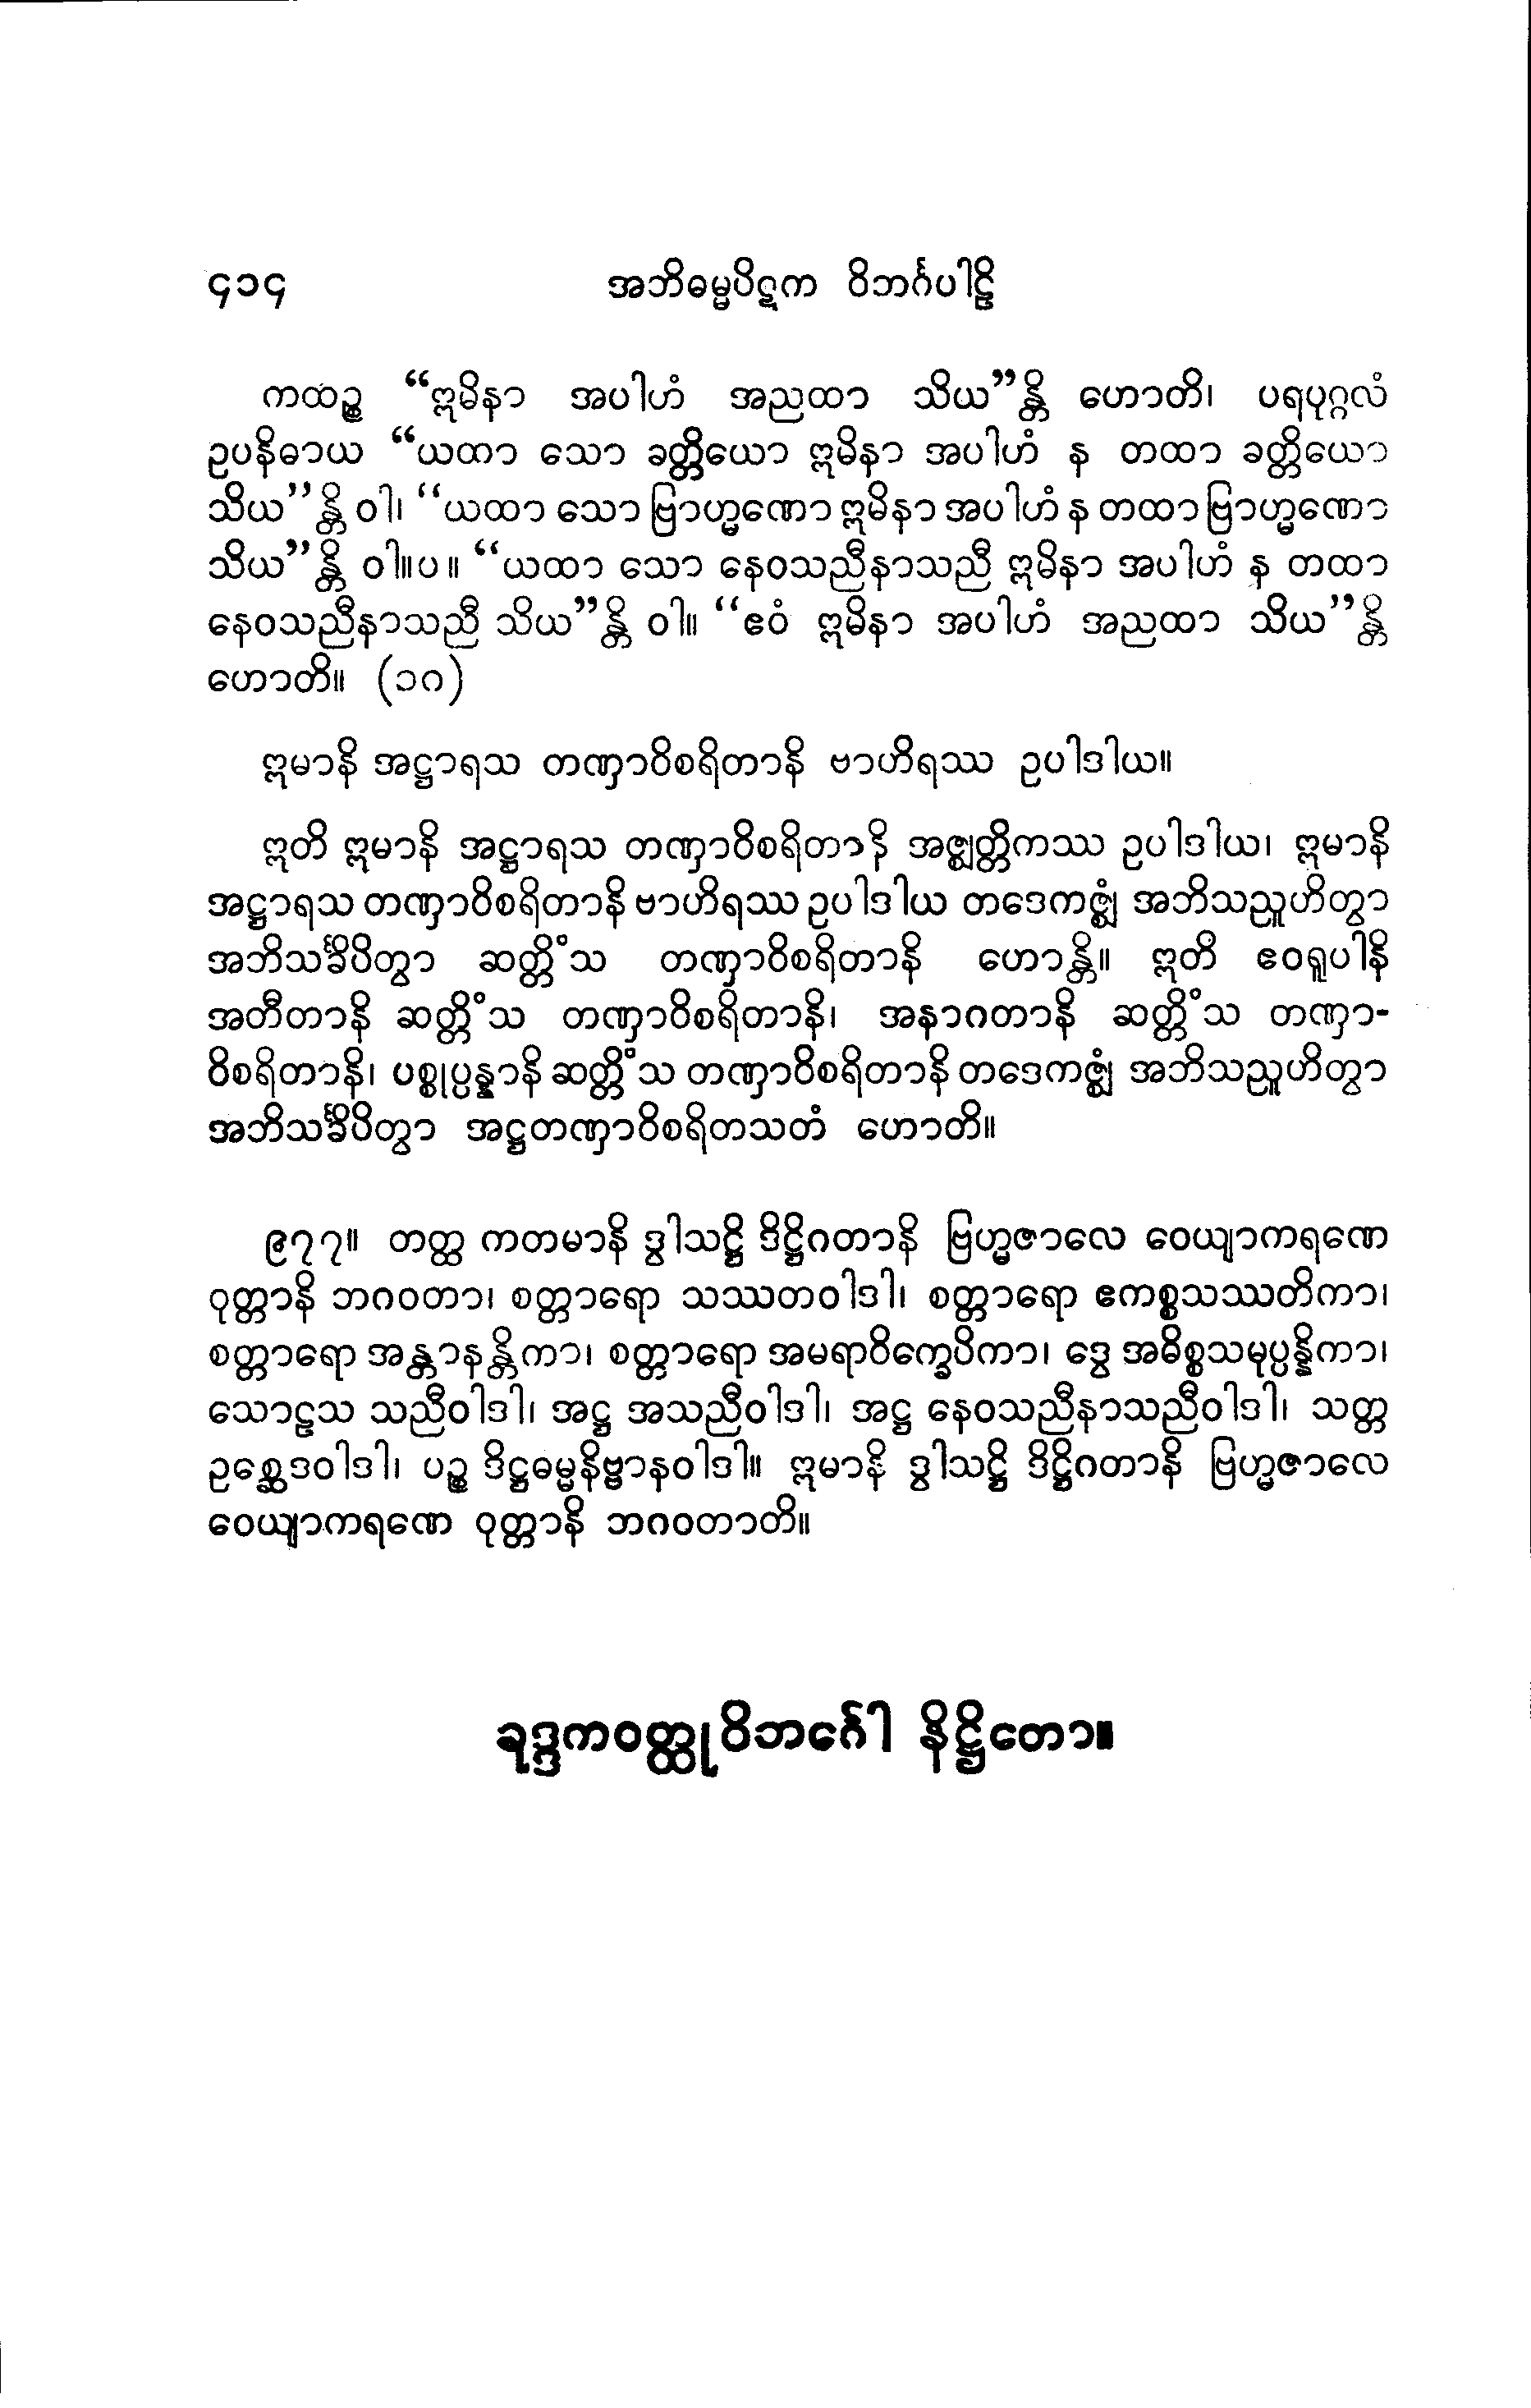 ၄၁၄ အဘိဓမ္မပိဋက ဝိဘင်္ဂပါဠိ
ကထဉ္စ “ဣမိနာ အပါဟံ အညထာ သိယ”န္တိ ဟောတိ၊ ပရပုဂ္ဂလံ
ဥပနိဓာယ “ယထာ သော ခတ္တိယော ဣမိနာ အပါဟံ န တထာ ခတ္တိယော
သိယ”န္တိ ဝါ၊ “ယထာ သော ဗြာဟ္မဏော ဣမိနာ အပါဟံ န တထာ ဗြာဟ္မဏော
သိယ”န္တိ ဝါ။ပ။ “ယထာ သော နေဝသညီနာသညီ ဣမိနာ အပါဟံ န တထာ
နေဝသညီနာသညီ သိယ”န္တိ ဝါ။ “ဧဝံ ဣမိနာ အပါဟံ အညထာ သိယ”န္တိ
ဟောတိ။ (၁၈)
ဣမာနိ အဋ္ဌာရသ တဏှာဝိစရိတာနိ ဗာဟိရဿ ဥပါဒါယ။
ဣတိ ဣမာနိ အဋ္ဌာရသ တဏှာဝိစရိတာနိ အဇ္ဈတ္တိကဿ ဥပါဒါယ၊ ဣမာနိ
အဋ္ဌာရသ တဏှာဝိစရိတာနိ ဗာဟိရဿ ဥပါဒါယ တဒေကဇ္ဈံ အဘိသညူဟိတွာ
အဘိသင်္ခိပိတွာ ဆတ္တိံသ တဏှာဝိစရိတာနိ ဟောန္တိ။ ဣတိ ဧဝရူပါနိ
အတီတာနိ ဆတ္တိံသ တဏှာဝိစရိတာနိ၊ အနာဂတာနိ ဆတ္တိံသ တဏှာ-
ဝိစရိတာနိ၊ ပစ္စုပ္ပန္နာနိ ဆတ္တိံသ တဏှာဝိစရိတာနိ တဒေကဇ္ဈံ အဘိသညူဟိတွာ
အဘိသင်္ခိပိတွာ အဋ္ဌတဏှာဝိစရိတသတံ ဟောတိ။
၉၇၇။ တတ္ထ ကတမာနိ ဒွါသဋ္ဌိ ဒိဋ္ဌိဂတာနိ ဗြဟ္မဇာလေ ဝေယျာကရဏေ
ဝုတ္တာနိ ဘဂဝတာ၊ စတ္တာရော သဿတဝါဒါ၊ စတ္တာရော ဧကစ္စသဿတိကာ၊
စတ္တာရော အန္တာနန္တိကာ၊ စတ္တာရော အမရာဝိက္ခေပိကာ၊ ဒွေ အဓိစ္စသမုပ္ပန္နိကာ၊
သောဠသ သညီဝါဒါ၊ အဋ္ဌ အသညီဝါဒါ၊ အဋ္ဌ နေဝသညီနာသညီဝါဒါ၊ သတ္တ
ဥစ္ဆေဒဝါဒါ၊ ပဉ္စ ဒိဋ္ဌဓမ္မနိဗ္ဗာနဝါဒါ။ ဣမာနိ ဒွါသဋ္ဌိ ဒိဋ္ဌိဂတာနိ ဗြဟ္မဇာလေ
ဝေယျာကရဏေ ဝုတ္တာနိ ဘဂဝတာတိ။
ခုဒ္ဒကဝတ္ထုဝိဘင်္ဂေါ နိဋ္ဌိတော။